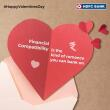 #HappyValentinesDay
HDFC BANK
Financial
Compatibility is the
kind of romance
you can bank on